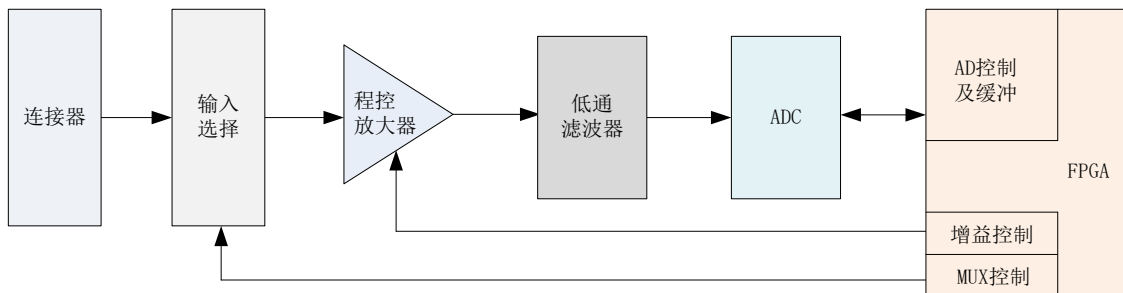 连接器
输入
选择
程控
放大器
低通
滤波器
ADC
AD控制
及缓冲
FPGA
增益控制
MUX控制